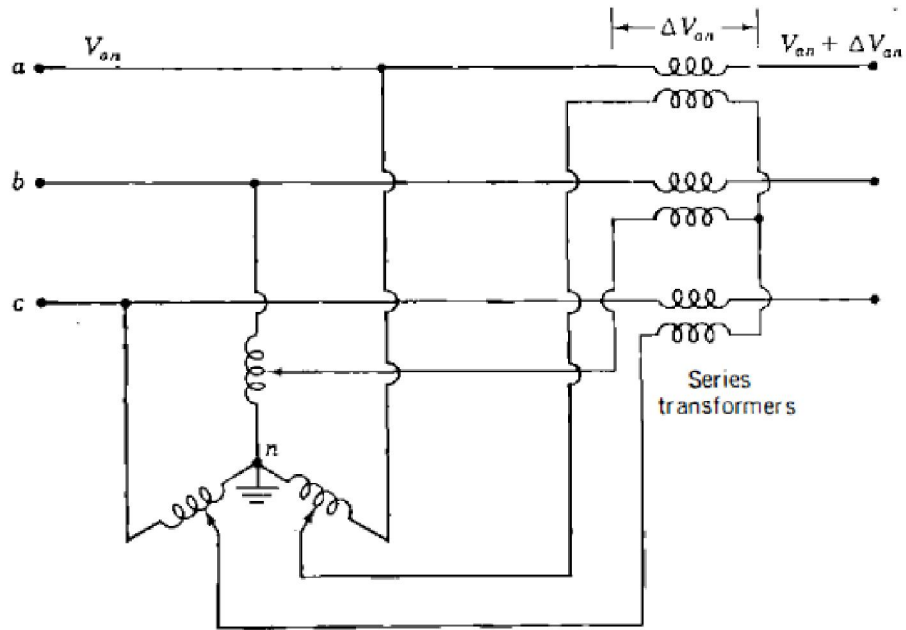 ΔV_an
V_an
V_an + ΔV_an
a
b
c
n
Series
transformers